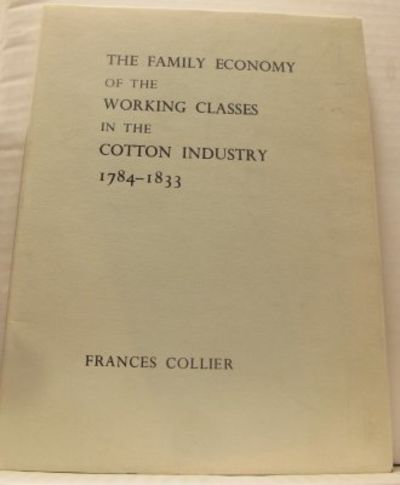 THE FAMILY ECONOMY
OF THE
WORKING CLASSES
IN THE
COTTON INDUSTRY
1784–1833
FRANCES COLLIER